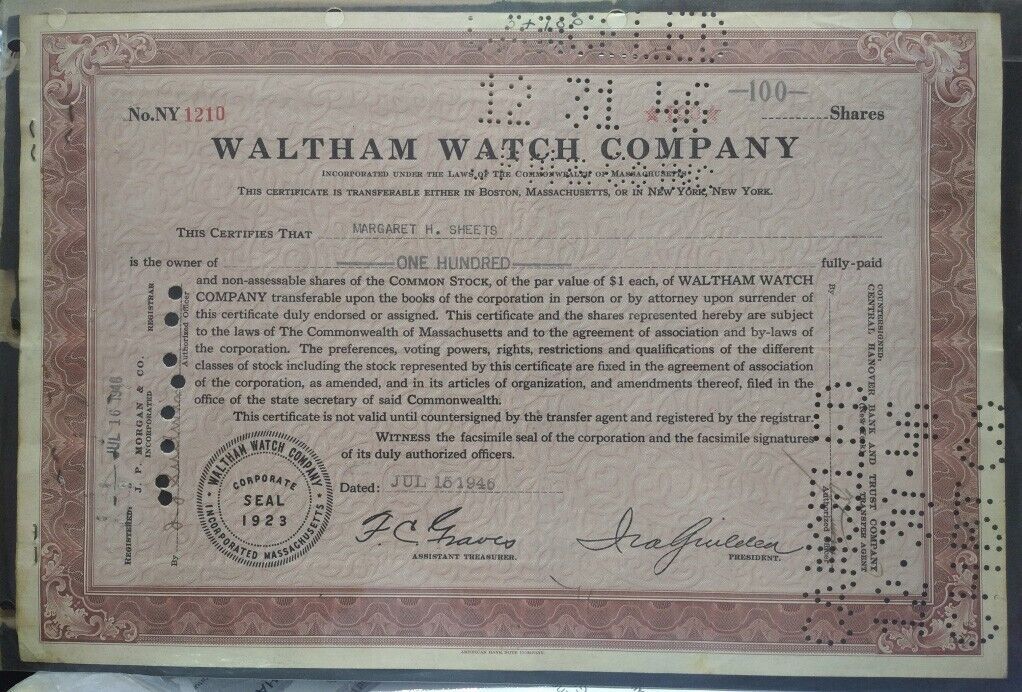 12 31 46
No.NY 1210
—100—
Shares
WALTHAM WATCH COMPANY
INCORPORATED UNDER THE LAWS OF THE COMMONWEALTH OF MASSACHUSETTS
THIS CERTIFICATE IS TRANSFERABLE EITHER IN BOSTON, MASSACHUSETTS, OR IN NEW YORK, NEW YORK.
THIS CERTIFIES THAT MARGARET H. SHEETS
is the owner of ——ONE HUNDRED—— fully-paid
and non-assessable shares of the COMMON STOCK, of the par value of $1 each, of WALTHAM WATCH
COMPANY transferable upon the books of the corporation in person or by attorney upon surrender of
this certificate duly endorsed or assigned. This certificate and the shares represented hereby are subject
to the laws of The Commonwealth of Massachusetts and to the agreement of association and by-laws of
the corporation. The preferences, voting powers, rights, restrictions and qualifications of the different
classes of stock including the stock represented by this certificate are fixed in the agreement of association
of the corporation, as amended, and in its articles of organization, and amendments thereof, filed in the
office of the state secretary of said Commonwealth.
This certificate is not valid until countersigned by the transfer agent and registered by the registrar.
WITNESS the facsimile seal of the corporation and the facsimile signatures
of its duly authorized officers.
Dated: JUL 15 1946
WALTHAM WATCH COMPANY
CORPORATE
SEAL
1923
INCORPORATED MASSACHUSETTS
F. C. Graves
ASSISTANT TREASURER.
Ira Guilden
PRESIDENT.
REGISTERED: JUL 16 1946
J. P. MORGAN & CO.
INCORPORATED
REGISTRAR
By
Authorized Officer
COUNTERSIGNED,
CENTRAL HANOVER BANK AND TRUST COMPANY
TRANSFER AGENT
By
Authorized
AMERICAN BANK NOTE COMPANY.